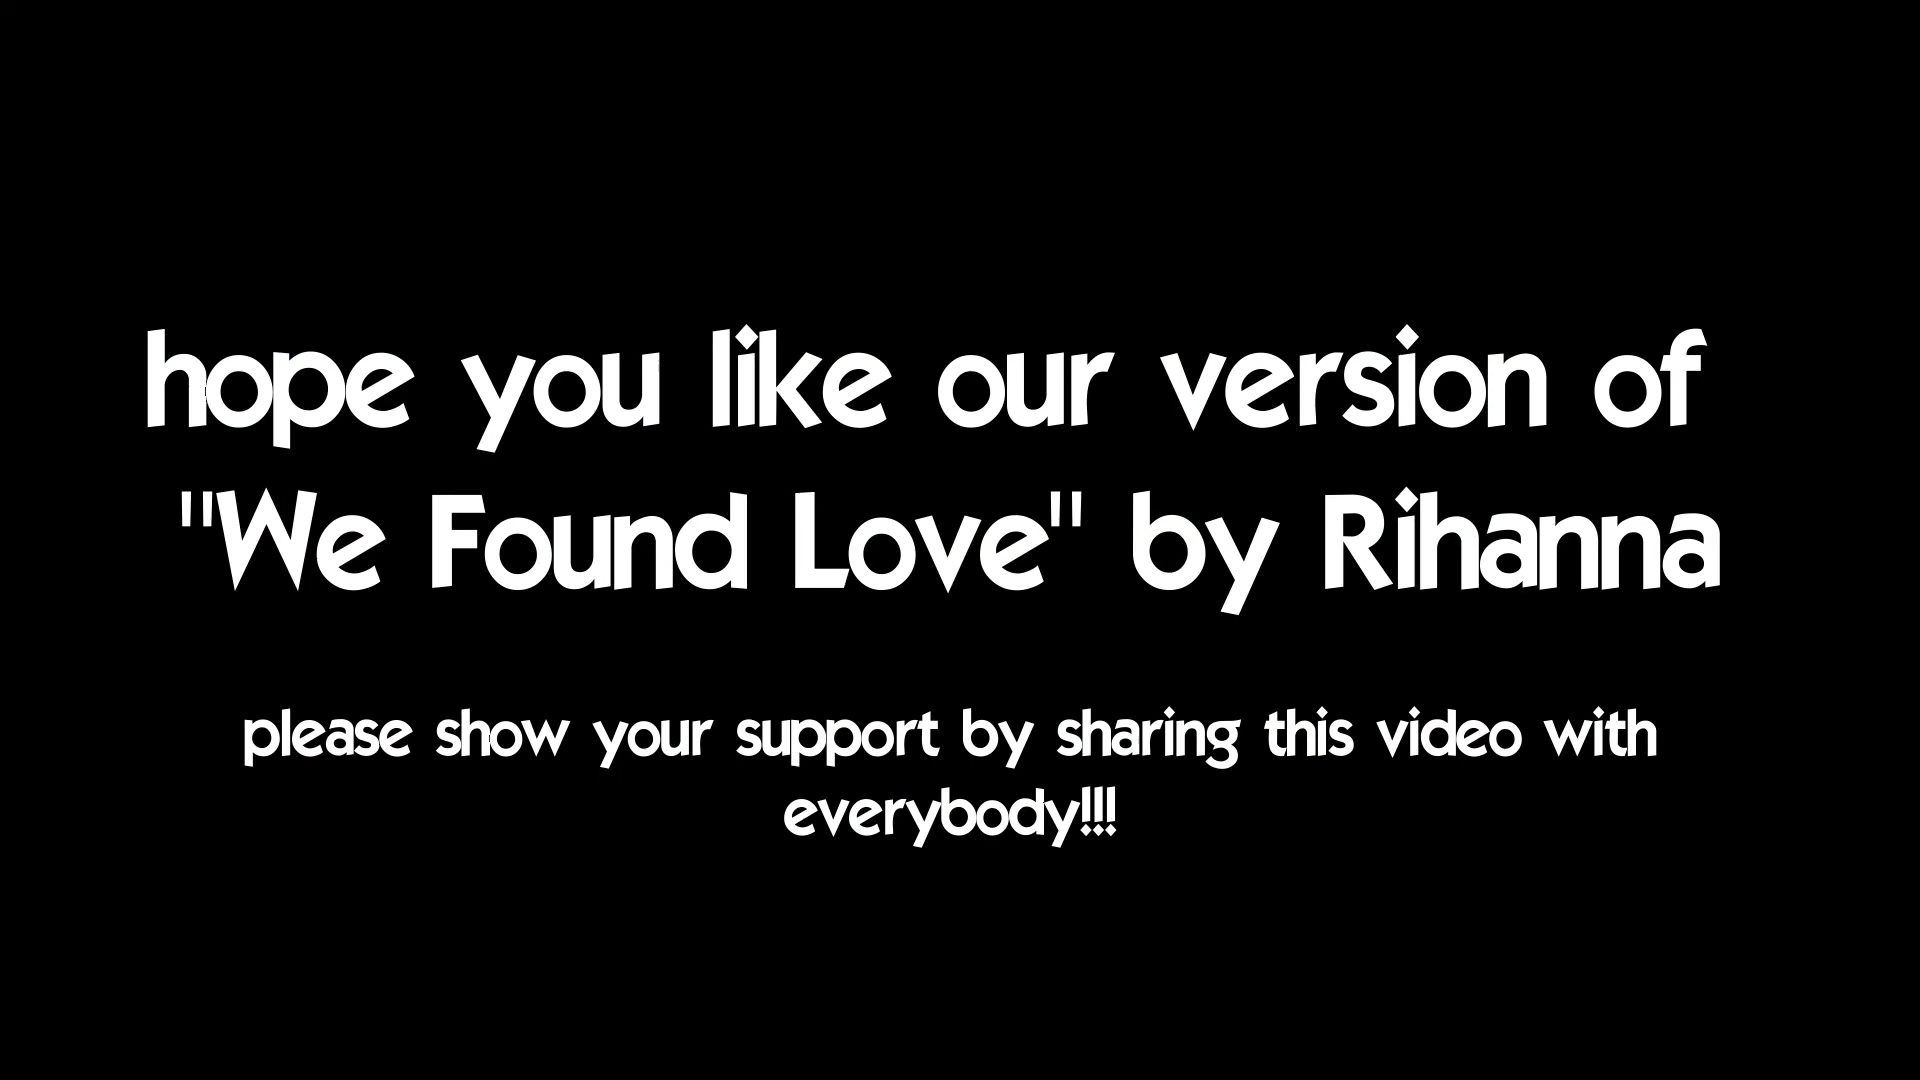 hope you like our version of
"We Found Love" by Rihanna
please show your support by sharing this video with
everybody!!!